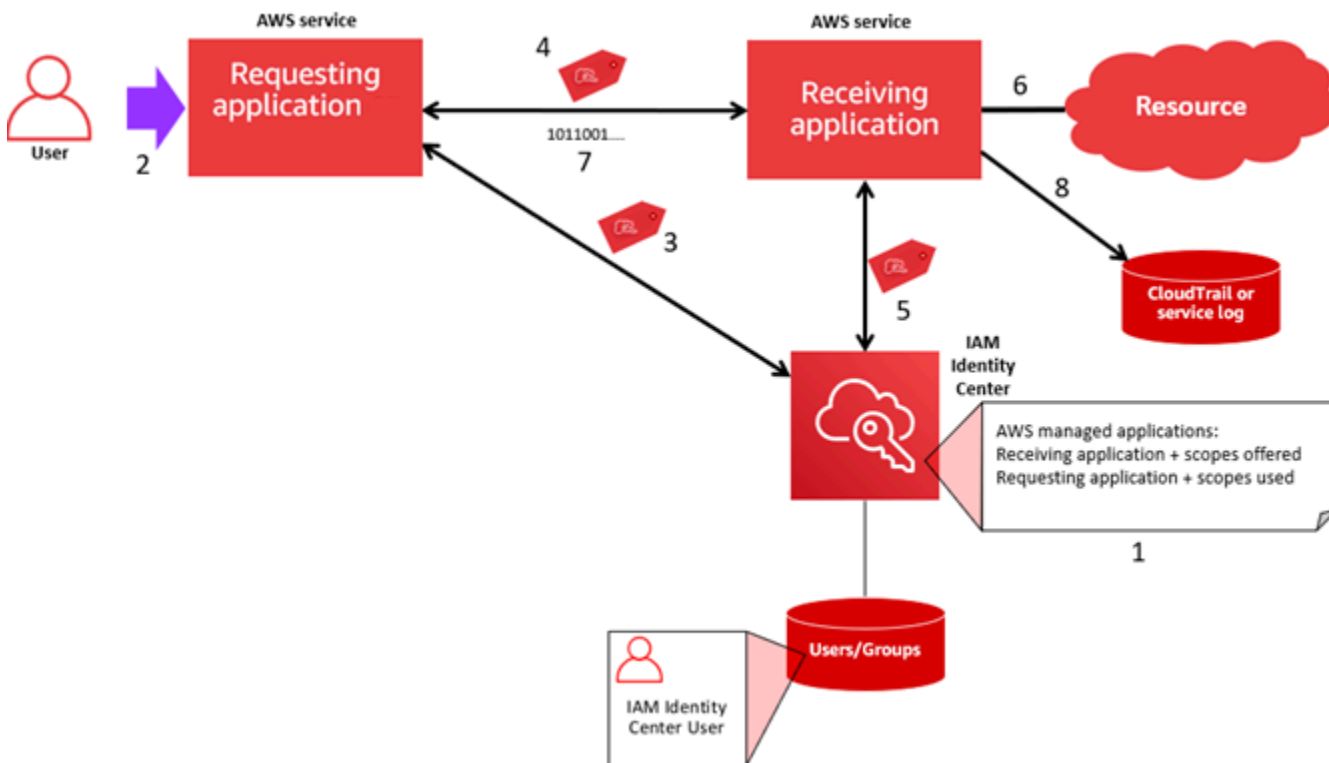 AWS service
AWS service
4
Requesting
application
Receiving
application
6
Resource
User
2
1011001....
7
8
3
5
CloudTrail or
service log
IAM
Identity
Center
AWS managed applications:
Receiving application + scopes offered
Requesting application + scopes used
1
Users/Groups
IAM Identity
Center User